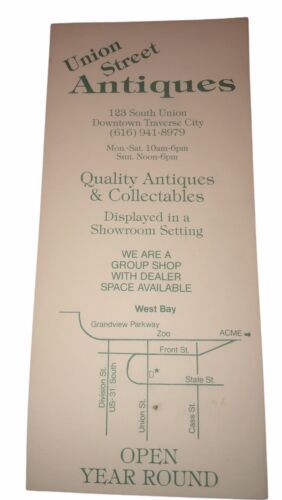 Union
Street
Antiques
123 South Union
Downtown Traverse City
(616) 941-8979
Mon.-Sat. 10am-6pm
Sun. Noon-6pm
Quality Antiques
& Collectables
Displayed in a
Showroom Setting
WE ARE A
GROUP SHOP
WITH DEALER
SPACE AVAILABLE
West Bay
Grandview Parkway
Zoo
ACME
Front St.
State St.
Division St.
US- 31 South
Union St.
Cass St.
OPEN
YEAR ROUND